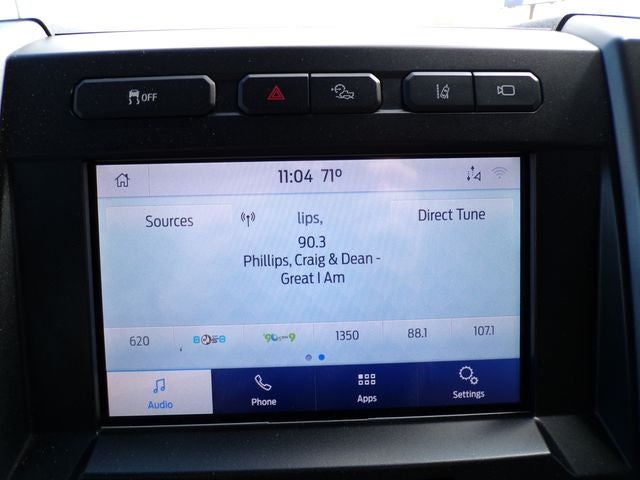 OFF
11:04 71º
Sources
lips,
Direct Tune
90.3
Phillips, Craig & Dean -
Great I Am
620
1350
88.1
107.1
Audio
Phone
Apps
Settings